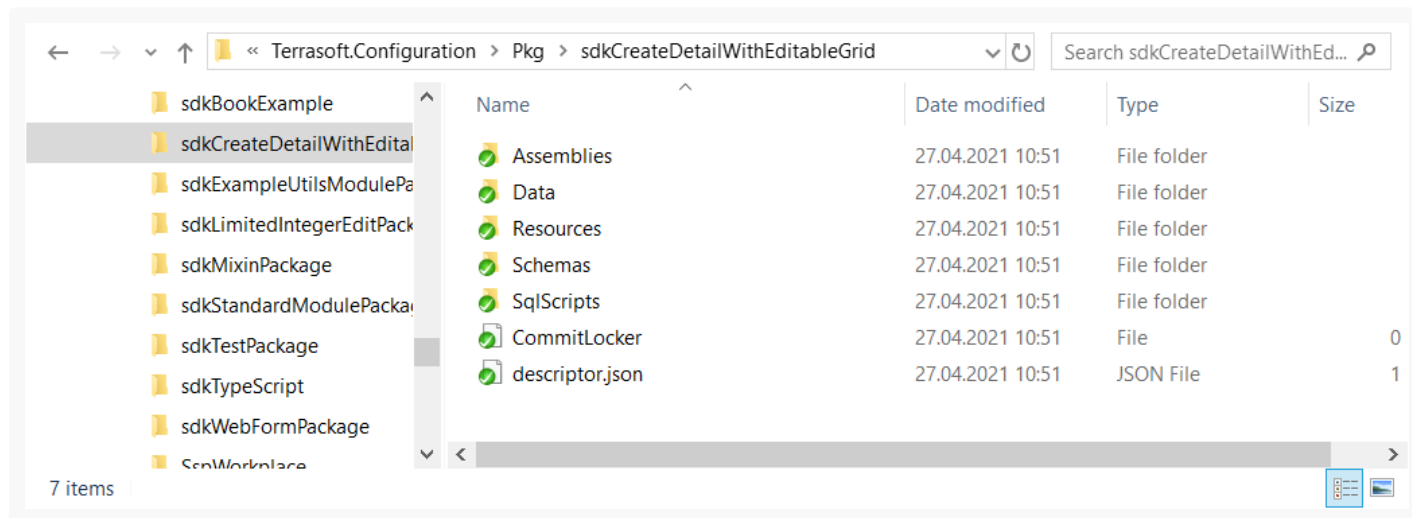 « Terrasoft.Configuration > Pkg > sdkCreateDetailWithEditableGrid
Search sdkCreateDetailWithEd...
sdkBookExample
sdkCreateDetailWithEdital
sdkExampleUtilsModulePa
sdkLimitedIntegerEditPack
sdkMixinPackage
sdkStandardModulePacka
sdkTestPackage
sdkTypeScript
sdkWebFormPackage
SspWorkplace
Name Date modified Type Size
Assemblies 27.04.2021 10:51 File folder
Data 27.04.2021 10:51 File folder
Resources 27.04.2021 10:51 File folder
Schemas 27.04.2021 10:51 File folder
SqlScripts 27.04.2021 10:51 File folder
CommitLocker 27.04.2021 10:51 File 0
descriptor.json 27.04.2021 10:51 JSON File 1
7 items